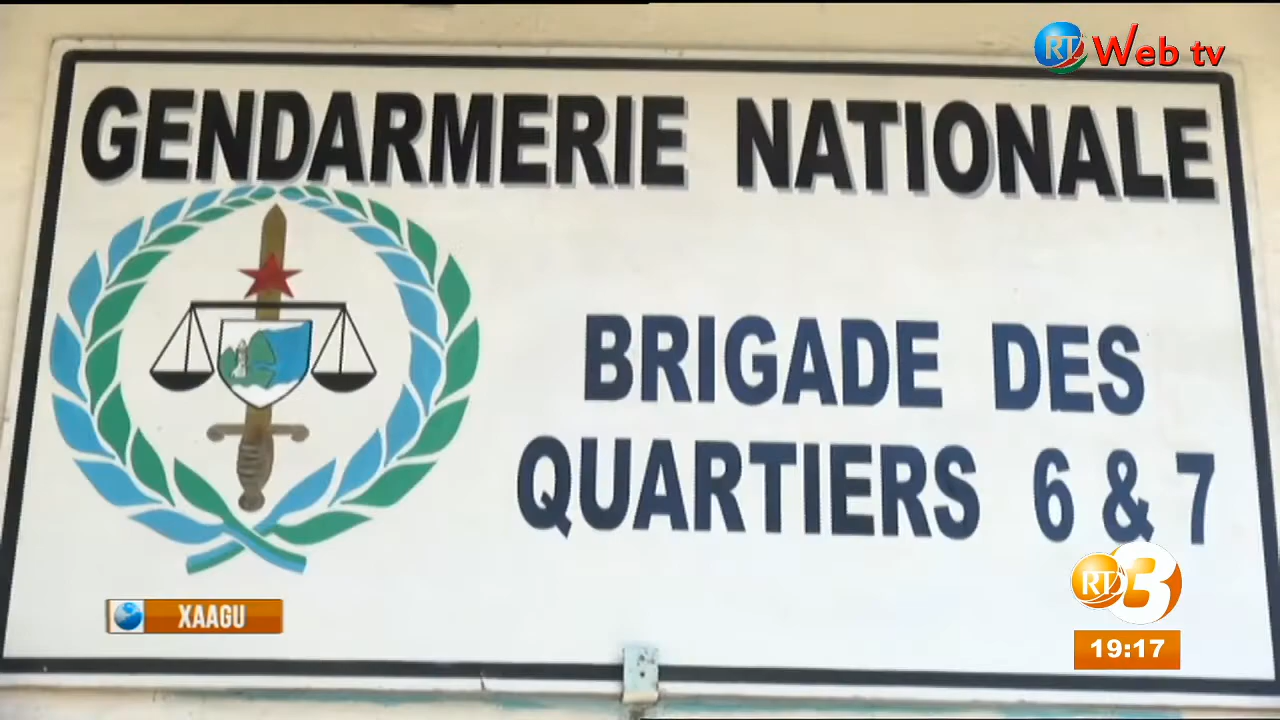 RT Web tv
GENDARMERIE NATIONALE
BRIGADE DES
QUARTIERS 6 & 7
RT 3
XAAGU
19:17